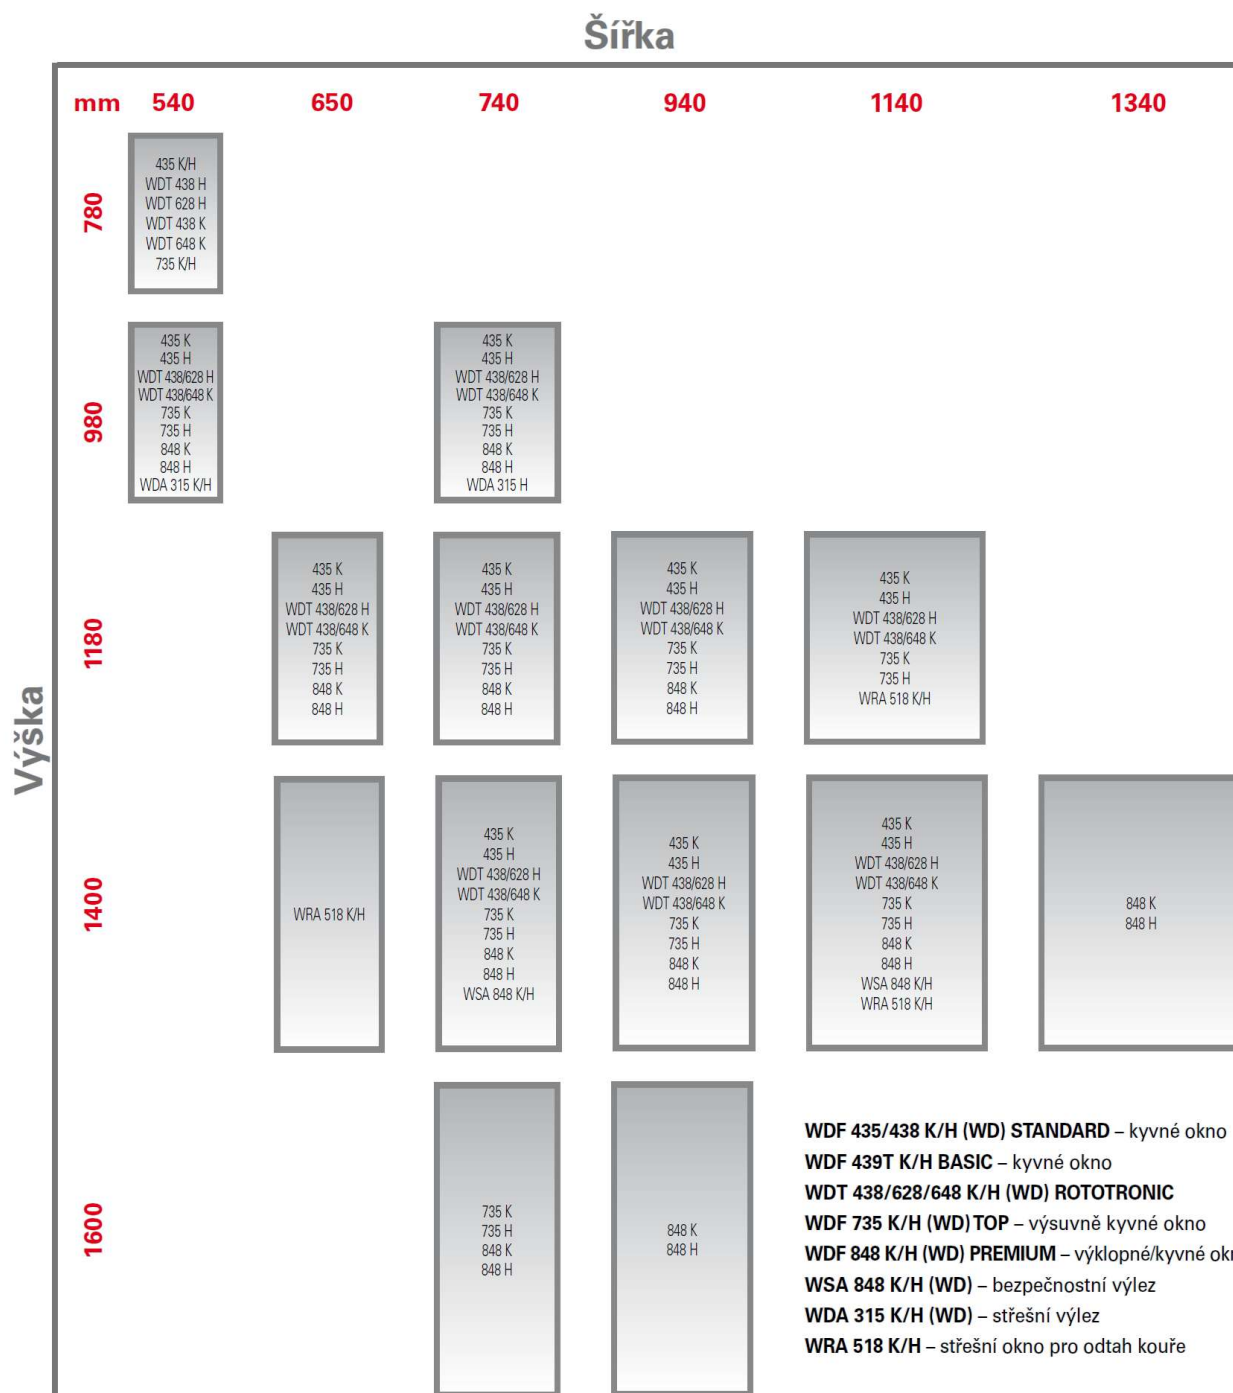 Šířka
mm 540 650 740 940 1140 1340
780
435 K/H
WDT 438 H
WDT 628 H
WDT 438 K
WDT 648 K
735 K/H
980
435 K
435 H
WDT 438/628 H
WDT 438/648 K
735 K
735 H
848 K
848 H
WDA 315 K/H
435 K
435 H
WDT 438/628 H
WDT 438/648 K
735 K
735 H
848 K
848 H
WDA 315 H
Výška
1180
435 K
435 H
WDT 438/628 H
WDT 438/648 K
735 K
735 H
848 K
848 H
435 K
435 H
WDT 438/628 H
WDT 438/648 K
735 K
735 H
848 K
848 H
435 K
435 H
WDT 438/628 H
WDT 438/648 K
735 K
735 H
848 K
848 H
435 K
435 H
WDT 438/628 H
WDT 438/648 K
735 K
735 H
WRA 518 K/H
1400
WRA 518 K/H
435 K
435 H
WDT 438/628 H
WDT 438/648 K
735 K
735 H
848 K
848 H
WSA 848 K/H
435 K
435 H
WDT 438/628 H
WDT 438/648 K
735 K
735 H
848 K
848 H
435 K
435 H
WDT 438/628 H
WDT 438/648 K
735 K
735 H
848 K
848 H
WSA 848 K/H
WRA 518 K/H
848 K
848 H
1600
735 K
735 H
848 K
848 H
848 K
848 H
WDF 435/438 K/H (WD) STANDARD – kyvné okno
WDF 439T K/H BASIC – kyvné okno
WDT 438/628/648 K/H (WD) ROTOTRONIC
WDF 735 K/H (WD) TOP – výsuvně kyvné okno
WDF 848 K/H (WD) PREMIUM – výklopné/kyvné
WSA 848 K/H (WD) – bezpečnostní výlez
WDA 315 K/H (WD) – střešní výlez
WRA 518 K/H – střešní okno pro odtah kouře